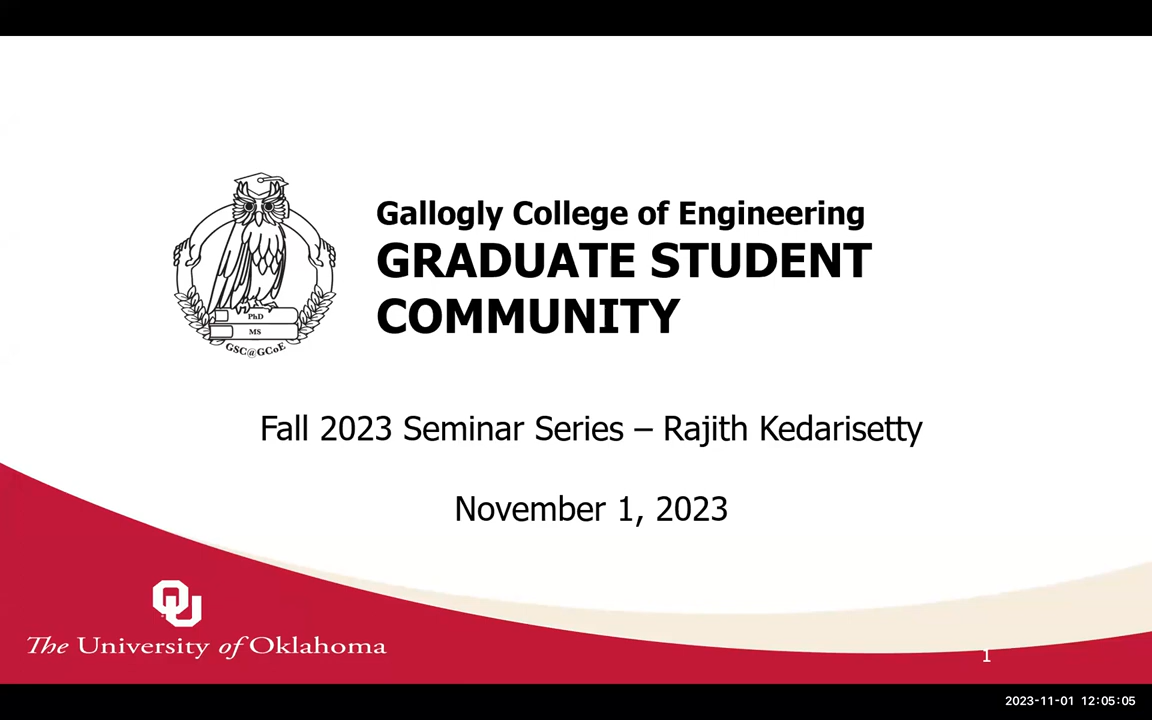 Gallogly College of Engineering
GRADUATE STUDENT
COMMUNITY
PhD
MS
GSC@GCoE
Fall 2023 Seminar Series – Rajith Kedarisetty
November 1, 2023
OU
The University of Oklahoma
1
2023-11-01 12:05:05